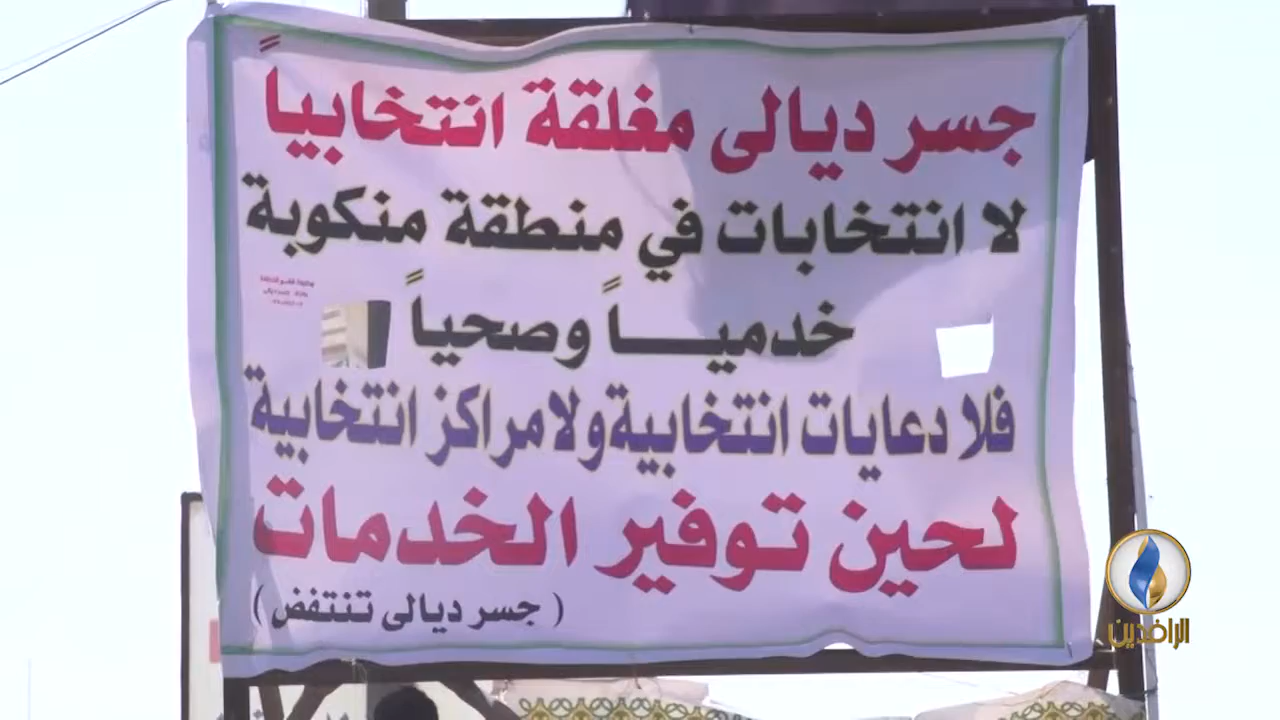 جسر ديالى مغلقة انتخابياً
لا انتخابات في منطقة منكوبة
خدميــــاً وصحياً
فلا دعايات انتخابية ولا مراكز انتخابية
لحين توفير الخدمات
( جسر ديالى تنتفض )
الرافدين